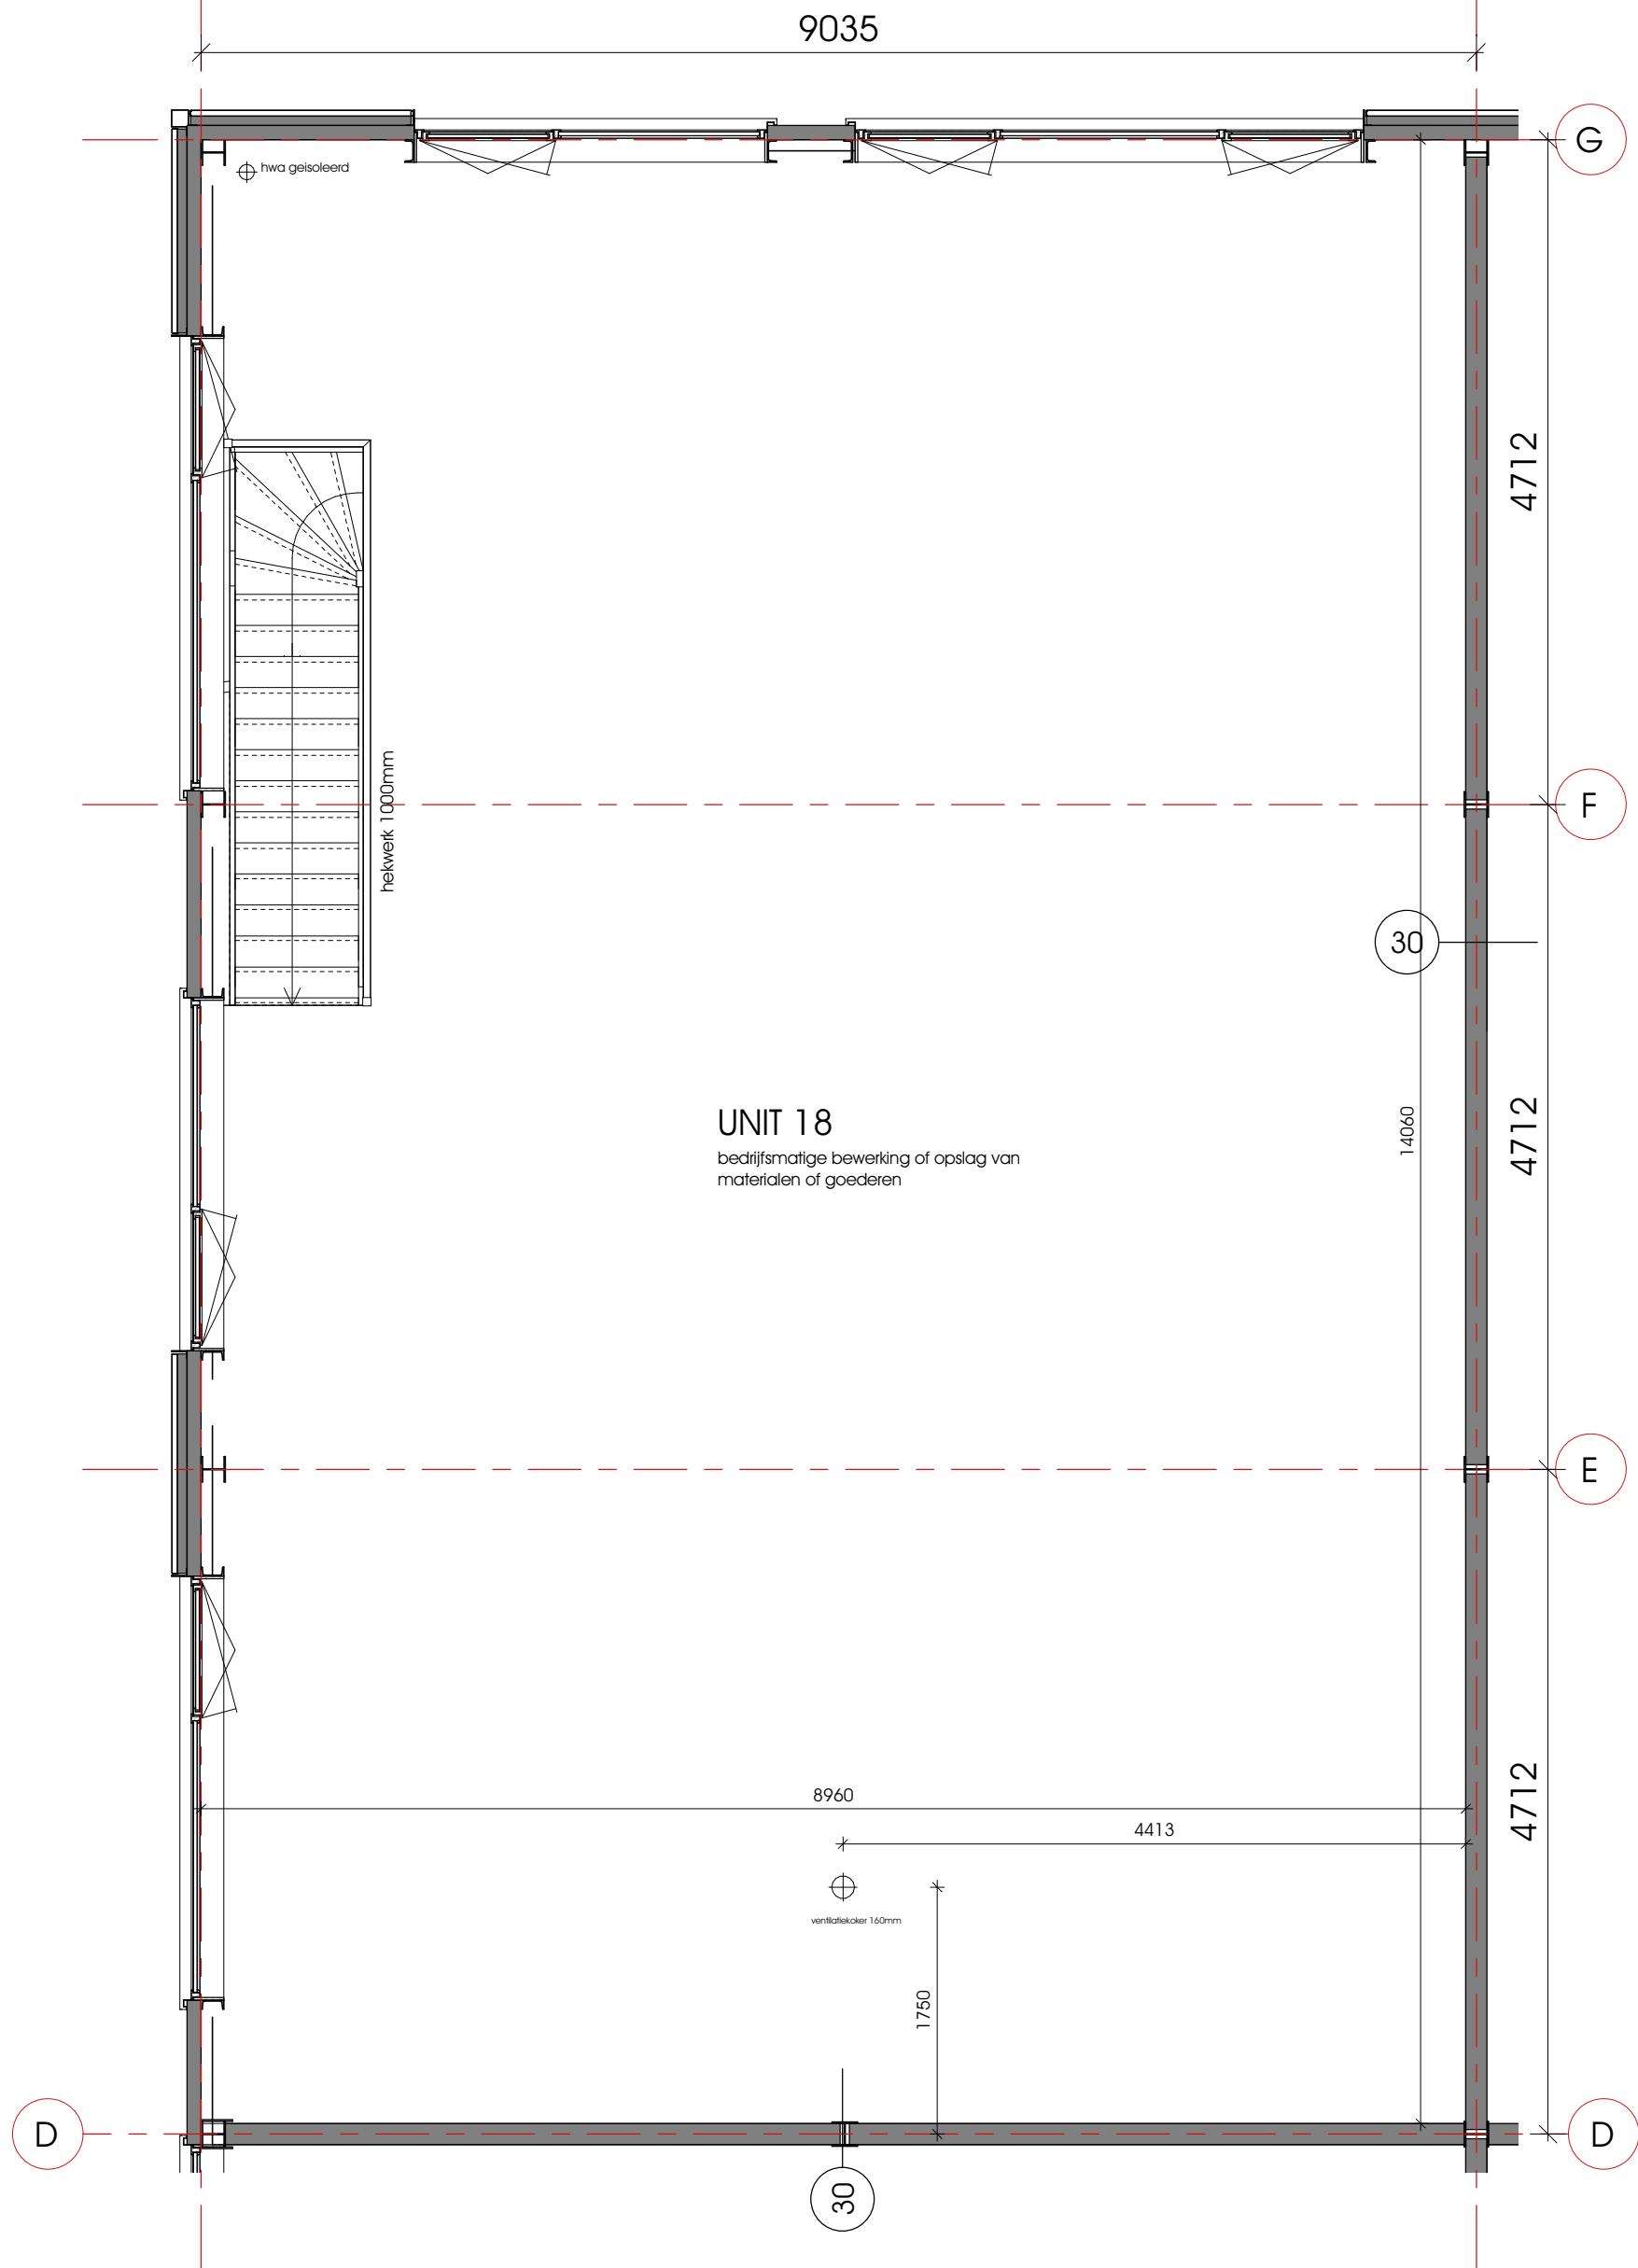 9035
G
hwa geisoleerd
4712
hekwerk 1000mm
F
30
UNIT 18
bedrijfsmatige bewerking of opslag van
materialen of goederen
14060
4712
E
8960
4413
4712
ventilatiekoker 160mm
1750
D
D
30